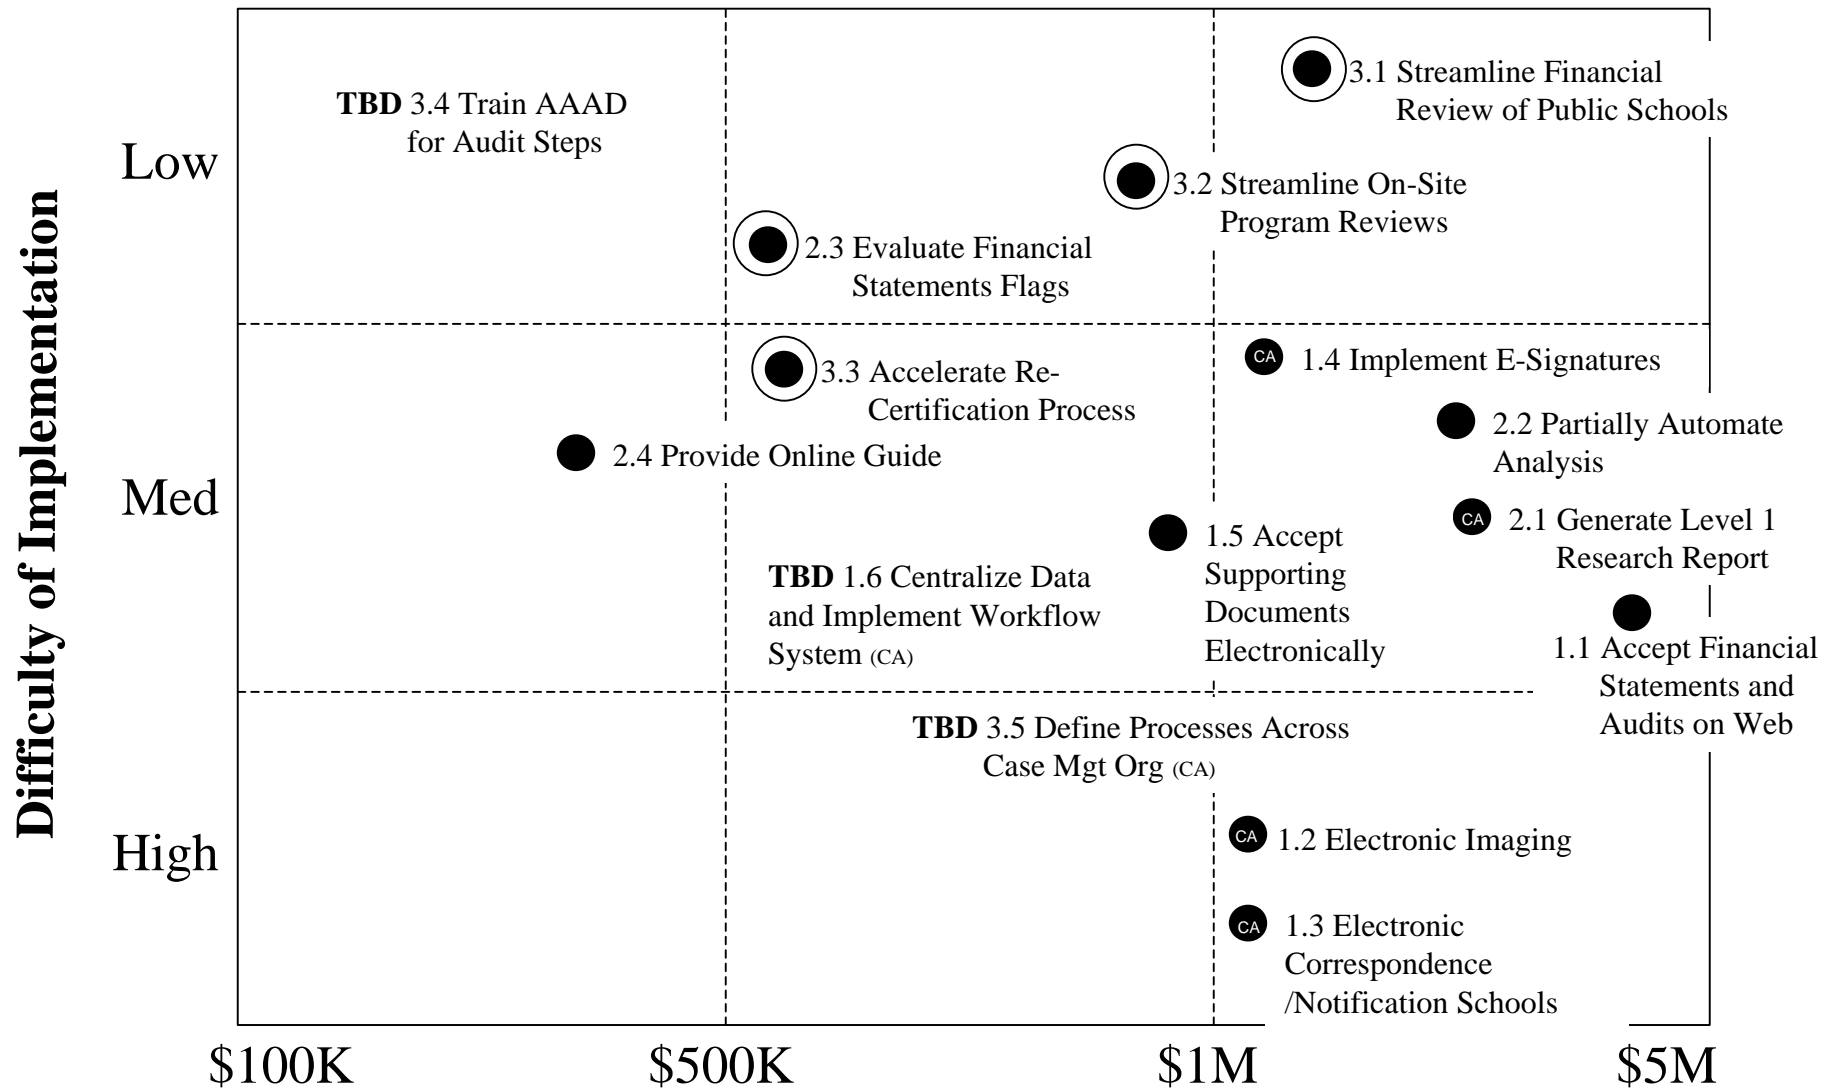 3.1 Streamline Financial
Review of Public Schools
TBD 3.4 Train AAAD
for Audit Steps
Low
3.2 Streamline On-Site
Program Reviews
2.3 Evaluate Financial
Statements Flags
Difficulty of Implementation
3.3 Accelerate Re-
Certification Process
CA 1.4 Implement E-Signatures
2.2 Partially Automate
Analysis
2.4 Provide Online Guide
Med
CA 2.1 Generate Level 1
Research Report
1.5 Accept
Supporting
Documents
Electronically
TBD 1.6 Centralize Data
and Implement Workflow
System (CA)
1.1 Accept Financial
Statements and
Audits on Web
TBD 3.5 Define Processes Across
Case Mgt Org (CA)
High
CA 1.2 Electronic Imaging
CA 1.3 Electronic
Correspondence
/Notification Schools
$100K $500K $1M $5M